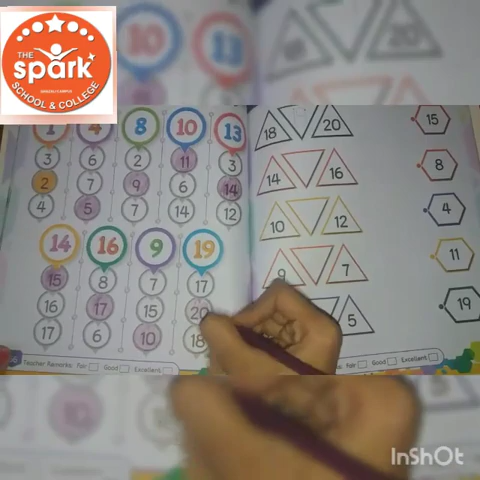 THE
spark
SCHOOL & COLLEGE
10 13 20
1 4 8 10 13
3 6 2 11 3
2 7 9 6 14
4 5 7 14 12
14 16 9 19
15 8 7 17
16 17 15 20
17 6 10 18
Teacher Remarks: Fair Good Excellent
18 20
14 16
10 12
9 7
5
15
8
4
11
19
Fair Good Excellent
InShOt